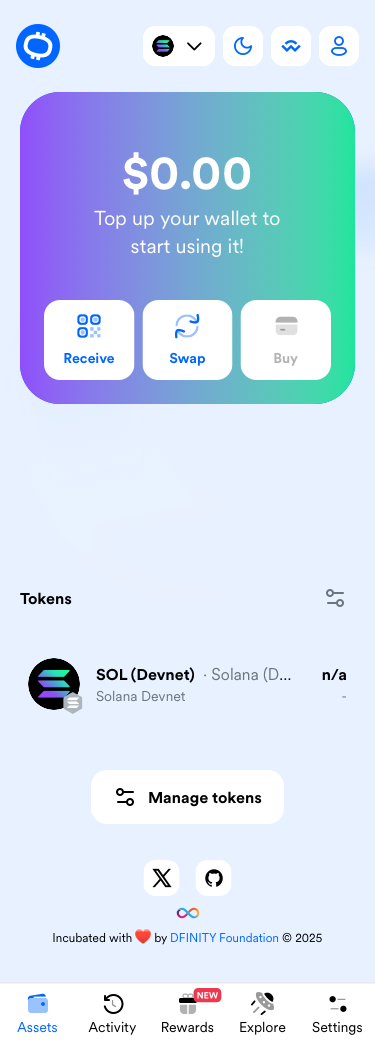 $0.00
Top up your wallet to
start using it!
Receive
Swap
Buy
Tokens
SOL (Devnet) · Solana (D...
n/a
Solana Devnet
-
Manage tokens
Incubated with ❤️ by DFINITY Foundation © 2025
NEW
Assets
Activity
Rewards
Explore
Settings